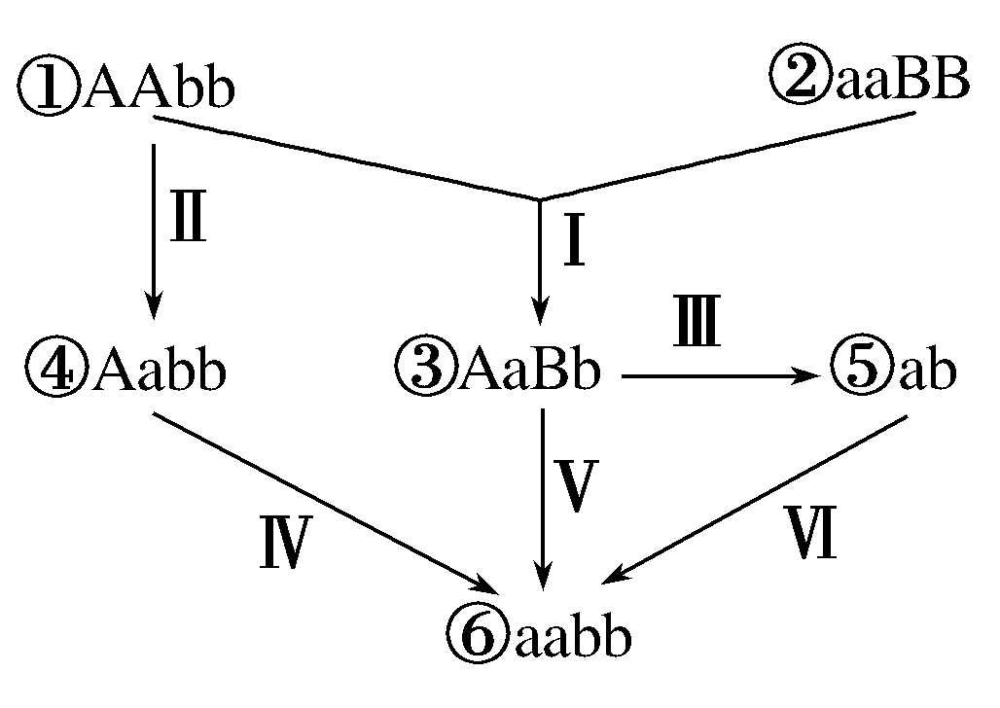 ①AAbb ②aaBB
Ⅱ Ⅰ
Ⅲ
④Aabb ③AaBb ⑤ab
Ⅳ Ⅴ Ⅵ
⑥aabb